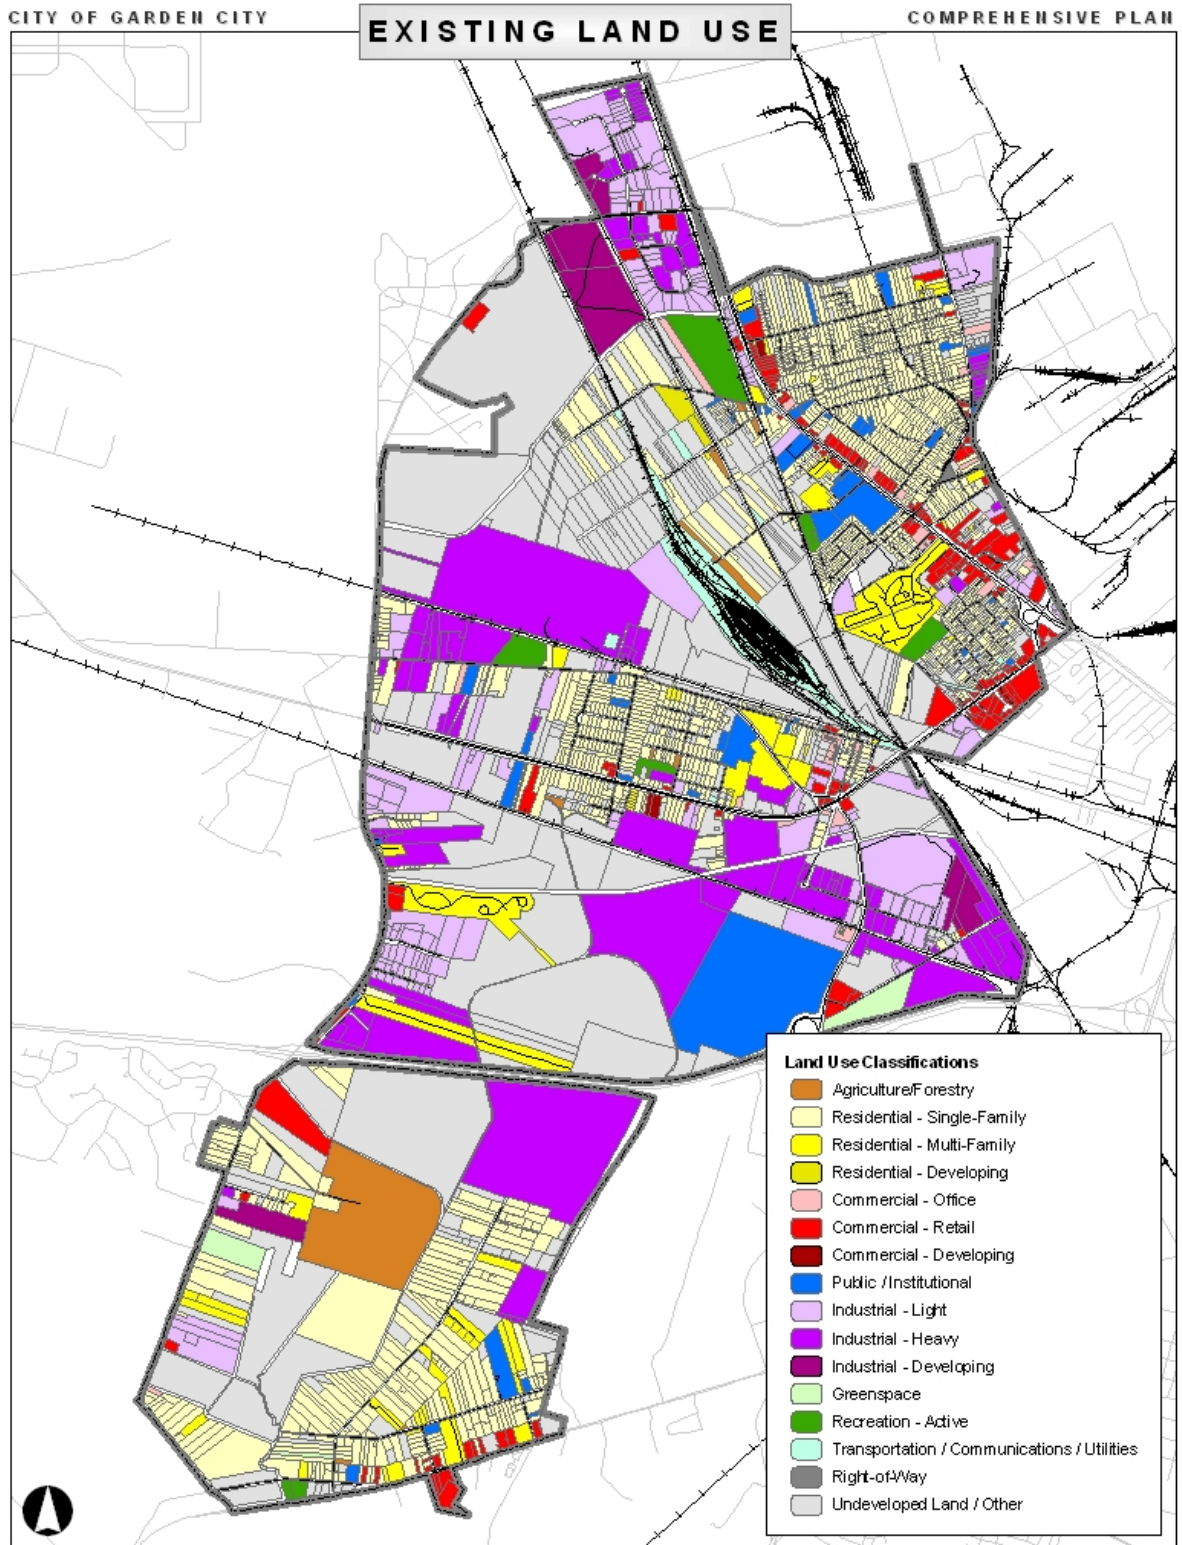 CITY OF GARDEN CITY
EXISTING LAND USE
COMPREHENSIVE PLAN
Land Use Classifications
Agriculture/Forestry
Residential - Single-Family
Residential - Multi-Family
Residential - Developing
Commercial - Office
Commercial - Retail
Commercial - Developing
Public / Institutional
Industrial - Light
Industrial - Heavy
Industrial - Developing
Greenspace
Recreation - Active
Transportation / Communications / Utilities
Right-of-Way
Undeveloped Land / Other